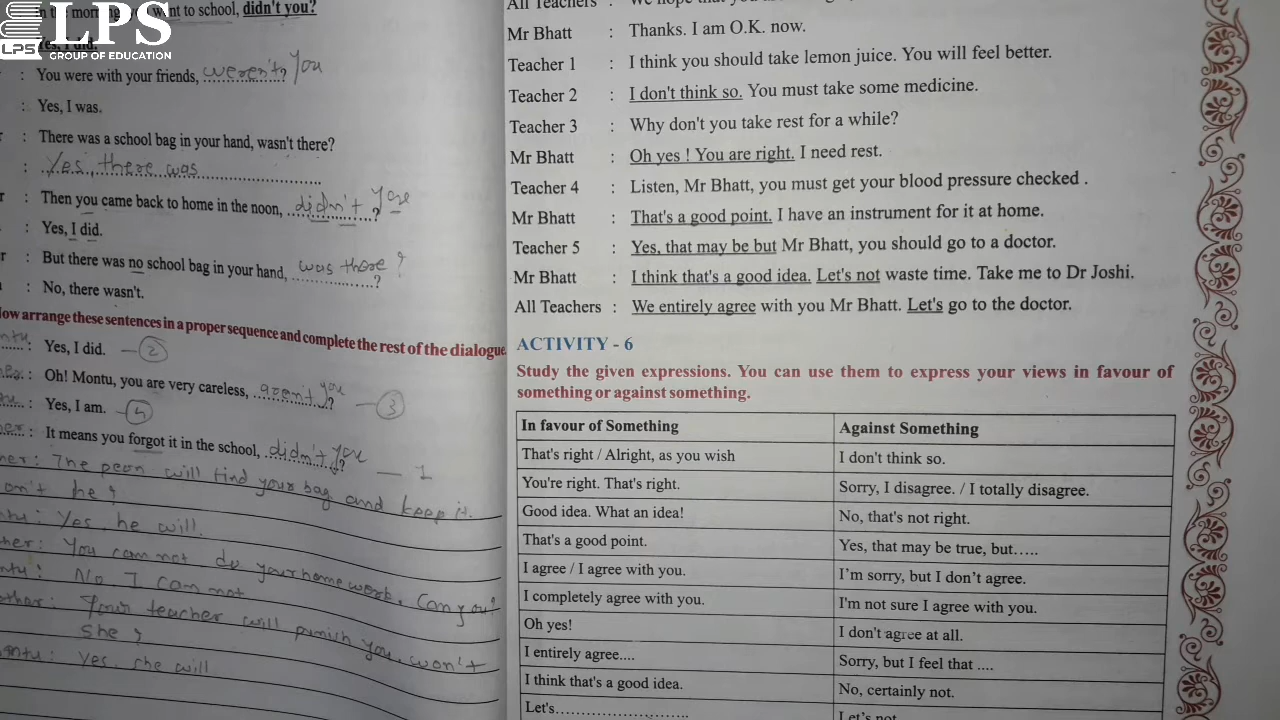 LPS
LPS
GROUP OF EDUCATION
In the morning you went to school, didn't you?
Yes, I did.
: You were with your friends, weren't you?
: Yes, I was.
: There was a school bag in your hand, wasn't there?
: Yes, there was
: Then you came back to home in the noon, didn't you?
: Yes, I did.
: But there was no school bag in your hand, was there?
: No, there wasn't.
Now arrange these sentences in a proper sequence and complete the rest of the dialogue.
: Yes, I did. — 2
: Oh! Montu, you are very careless, aren't you? — 3
: Yes, I am. — 4
: It means you forgot it in the school, didn't you? — 1
The peon will find your bag and keep it.
won't he?
Yes, he will.
You can not do your home work. Can you?
No I can not
Your teacher will punish you. won't
she?
Yes, she will
All Teachers :
Mr Bhatt : Thanks. I am O.K. now.
Teacher 1 : I think you should take lemon juice. You will feel better.
Teacher 2 : I don't think so. You must take some medicine.
Teacher 3 : Why don't you take rest for a while?
Mr Bhatt : Oh yes ! You are right. I need rest.
Teacher 4 : Listen, Mr Bhatt, you must get your blood pressure checked .
Mr Bhatt : That's a good point. I have an instrument for it at home.
Teacher 5 : Yes, that may be but Mr Bhatt, you should go to a doctor.
Mr Bhatt : I think that's a good idea. Let's not waste time. Take me to Dr Joshi.
All Teachers : We entirely agree with you Mr Bhatt. Let's go to the doctor.
ACTIVITY - 6
Study the given expressions. You can use them to express your views in favour of
something or against something.
In favour of Something Against Something
That's right / Alright, as you wish I don't think so.
You're right. That's right. Sorry, I disagree. / I totally disagree.
Good idea. What an idea! No, that's not right.
That's a good point. Yes, that may be true, but.....
I agree / I agree with you. I'm sorry, but I don't agree.
I completely agree with you. I'm not sure I agree with you.
Oh yes! I don't agree at all.
I entirely agree.... Sorry, but I feel that ....
I think that's a good idea. No, certainly not.
Let's........................... Let's not